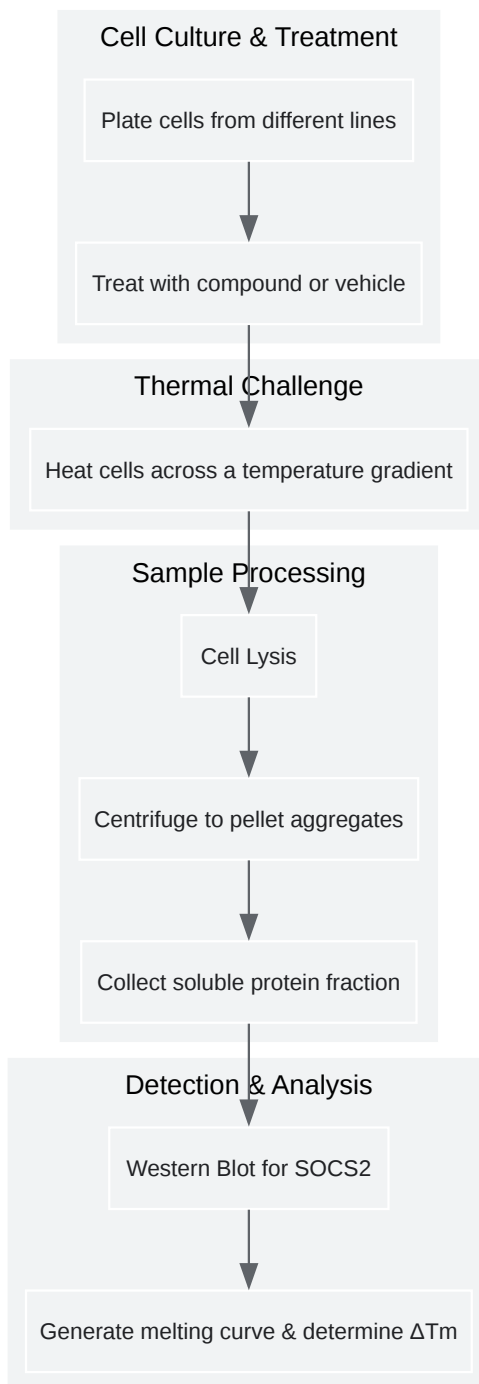 Cell Culture & Treatment
Plate cells from different lines
Treat with compound or vehicle
Thermal Challenge
Heat cells across a temperature gradient
Sample Processing
Cell Lysis
Centrifuge to pellet aggregates
Collect soluble protein fraction
Detection & Analysis
Western Blot for SOCS2
Generate melting curve & determine ΔTm